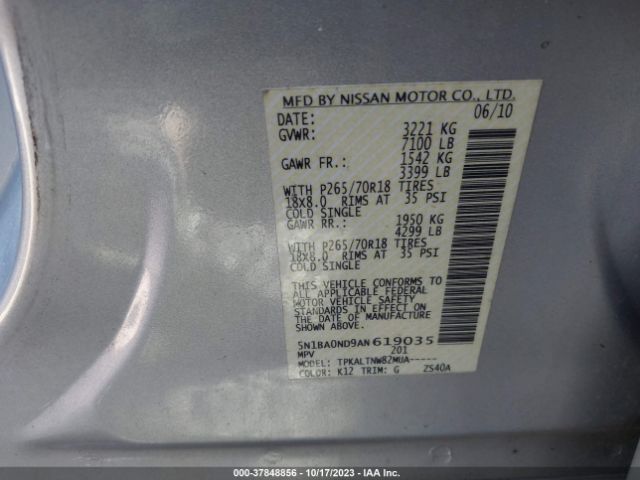 MFD BY NISSAN MOTOR CO., LTD.
DATE: 06/10
GVWR: 3221 KG
7100 LB
GAWR FR.: 1542 KG
3399 LB
WITH P265/70R18 TIRES
18X8.0 RIMS AT 35 PSI
COLD SINGLE
GAWR RR.: 1950 KG
4299 LB
WITH P265/70R18 TIRES
18X8.0 RIMS AT 35 PSI
COLD SINGLE
THIS VEHICLE CONFORMS TO
ALL APPLICABLE FEDERAL
MOTOR VEHICLE SAFETY
STANDARDS IN EFFECT ON
THE DATE OF MANUFACTURE
SHOWN ABOVE.
5N1BA0ND9AN619035
MPV 201
MODEL: TPKALTNW82MUA-----
COLOR: K12 TRIM: G ZS40A
000-37848856 - 10/17/2023 - IAA Inc.